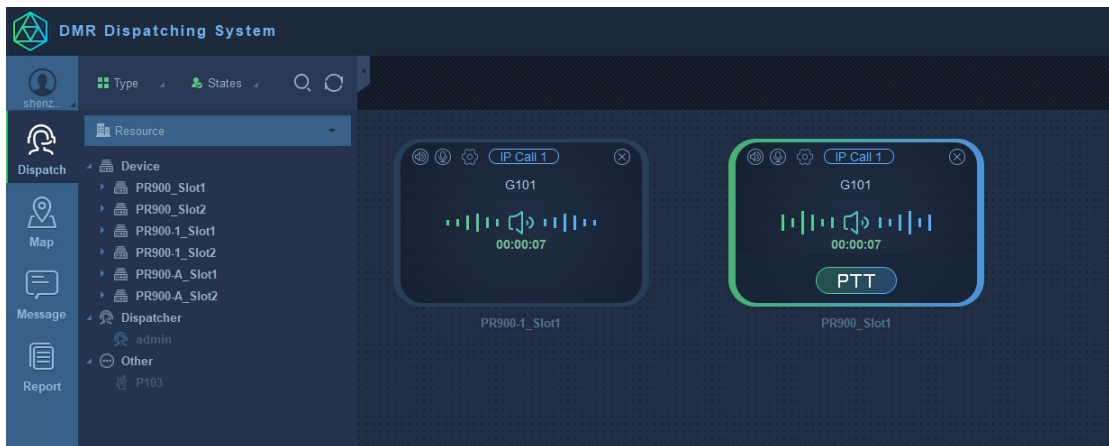 DMR Dispatching System
shenz...
Type
States
Resource
Dispatch
Map
Message
Report
Device
PR900_Slot1
PR900_Slot2
PR900-1_Slot1
PR900-1_Slot2
PR900-A_Slot1
PR900-A_Slot2
Dispatcher
admin
Other
P103
IP Call 1
G101
00:00:07
PR900-1_Slot1
IP Call 1
G101
00:00:07
PTT
PR900_Slot1